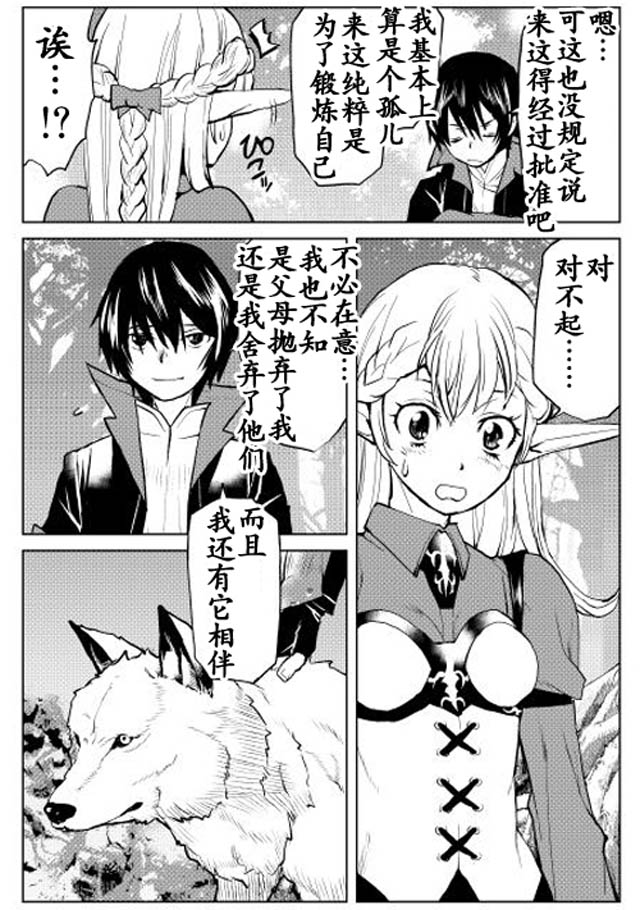 嗯…
可这也没规定说
来这得经过批准吧
我基本上
算是个孤儿
来这纯粹是
为了锻炼自己
ぴっ
诶…!?
对
对不起……
不必在意…
我也不知
是父母抛弃了我
还是我舍弃了他们
而且
我还有它相伴